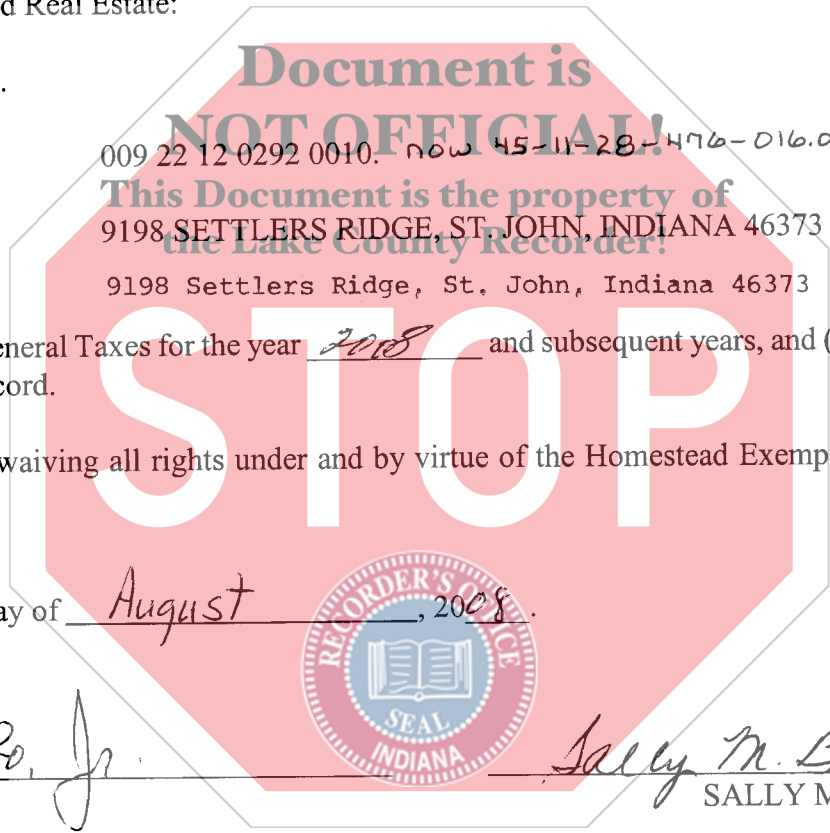 d Real Estate:
.
Document is
NOT OFFICIAL!
009 22 12 0292 0010. now 45-11-28-476-016.0
This Document is the property of
9198 SETTLERS RIDGE, ST. JOHN, INDIANA 46373
the Lake County Recorder!
9198 Settlers Ridge, St. John, Indiana 46373
STOP
eneral Taxes for the year 2008 and subsequent years, and (
cord.
waiving all rights under and by virtue of the Homestead Exemp
ay of August, 2008.
RECORDER'S OFFICE
SEAL
INDIANA
o, Jr.
Sally M. B
SALLY M